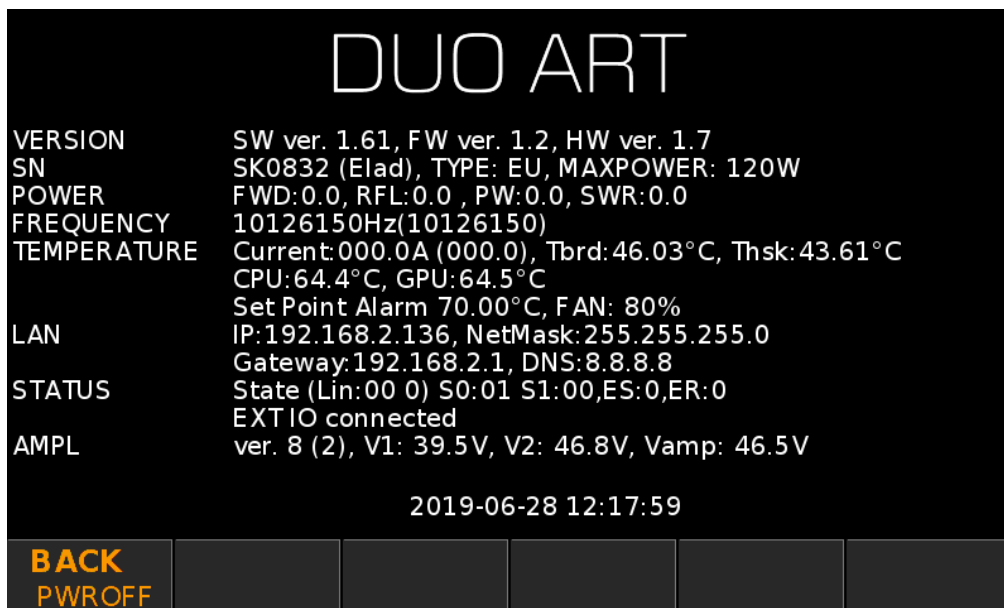 DUO ART
VERSION SW ver. 1.61, FW ver. 1.2, HW ver. 1.7
SN SK0832 (Elad), TYPE: EU, MAXPOWER: 120W
POWER FWD:0.0, RFL:0.0 , PW:0.0, SWR:0.0
FREQUENCY 10126150Hz(10126150)
TEMPERATURE Current:000.0A (000.0), Tbrd:46.03°C, Thsk:43.61°C
CPU:64.4°C, GPU:64.5°C
Set Point Alarm 70.00°C, FAN: 80%
LAN IP:192.168.2.136, NetMask:255.255.255.0
Gateway:192.168.2.1, DNS:8.8.8.8
STATUS State (Lin:00 0) S0:01 S1:00,ES:0,ER:0
EXTIO connected
AMPL ver. 8 (2), V1: 39.5V, V2: 46.8V, Vamp: 46.5V
2019-06-28 12:17:59
BACK
PWROFF